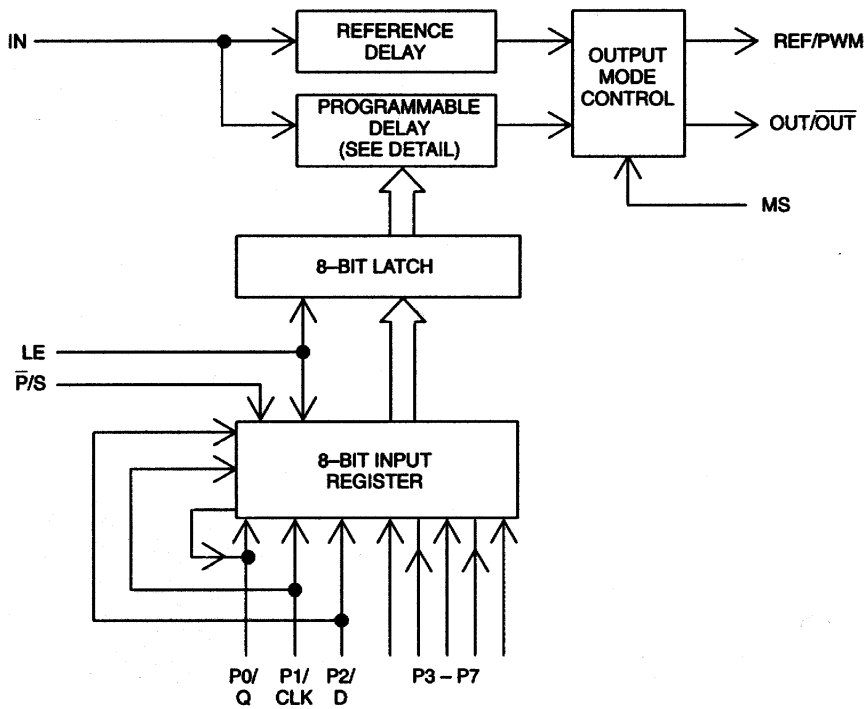 IN
REFERENCE
DELAY
OUTPUT
MODE
CONTROL
REF/PWM
PROGRAMMABLE
DELAY
(SEE DETAIL)
OUT/O̅U̅T̅
MS
8–BIT LATCH
LE
P̅/S
8–BIT INPUT
REGISTER
P0/
Q
P1/
CLK
P2/
D
P3 – P7